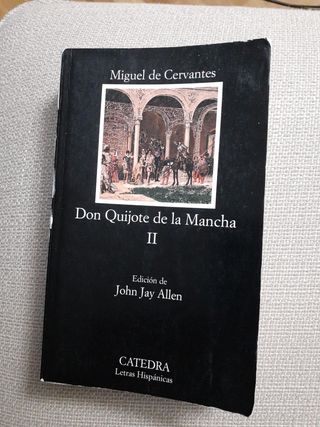 Miguel de Cervantes
Don Quijote de la Mancha
II
Edición de
John Jay Allen
CATEDRA
Letras Hispánicas